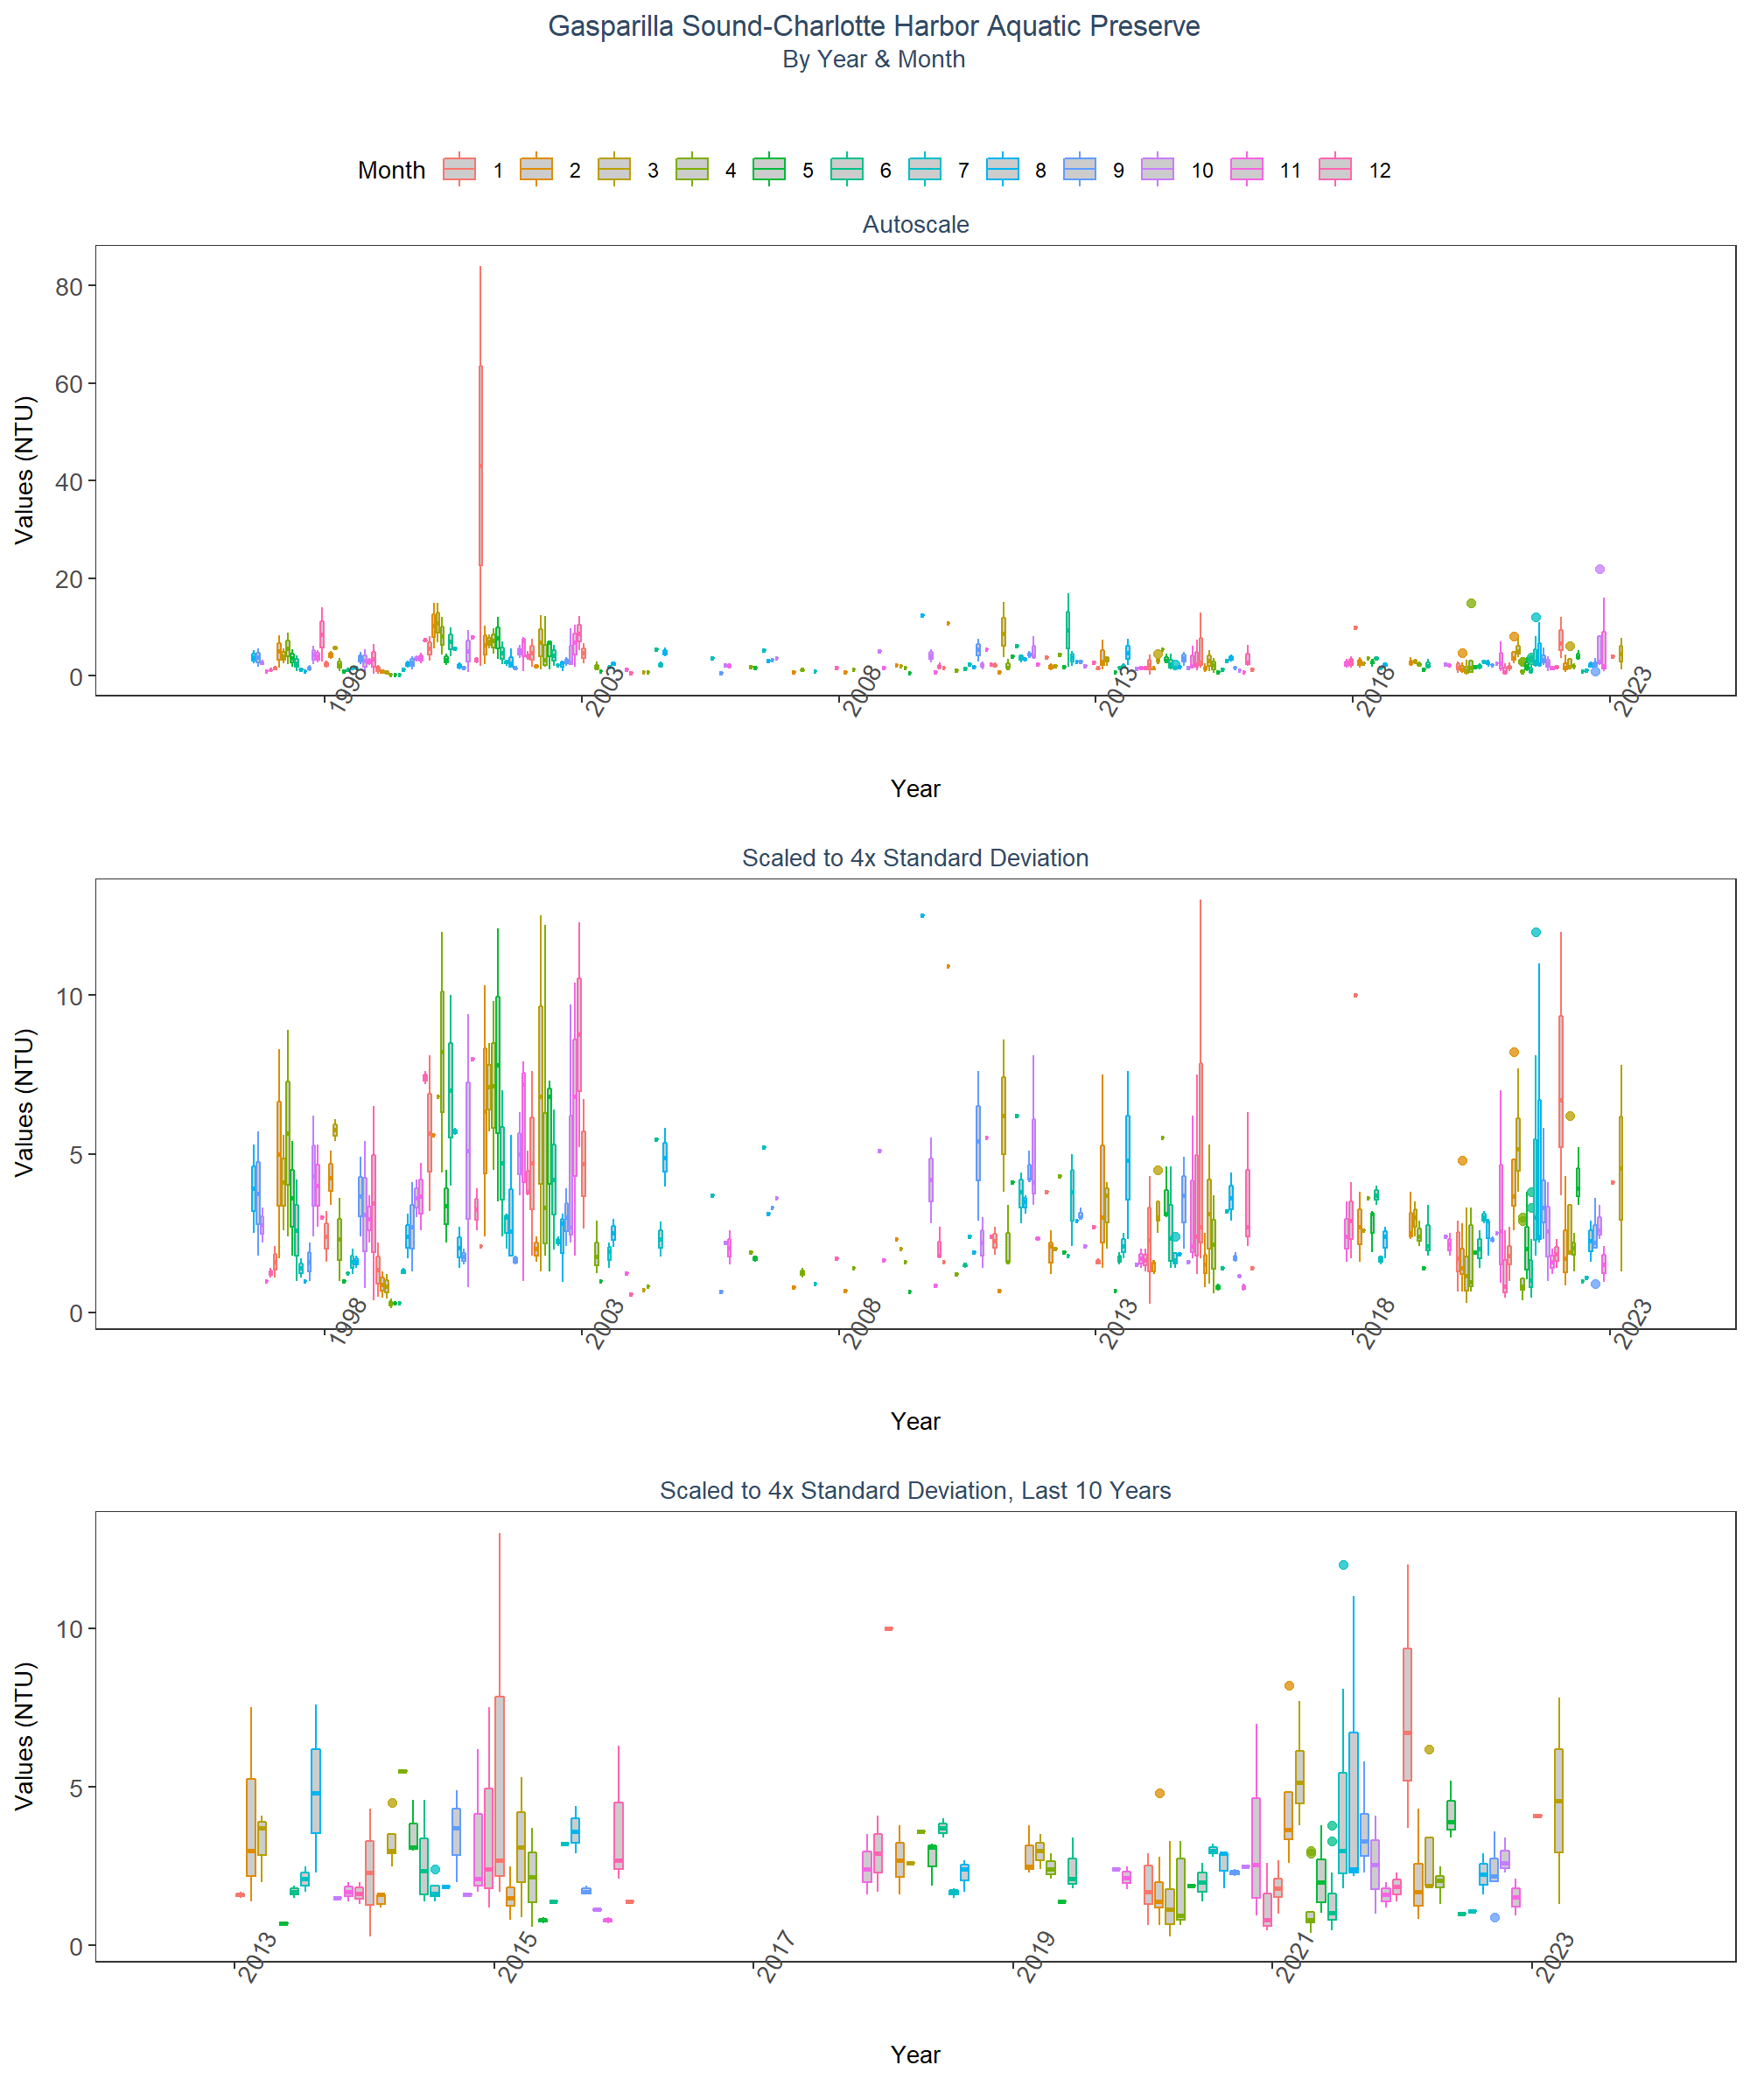 Gasparilla Sound-Charlotte Harbor Aquatic Preserve
By Year & Month
Month 1 2 3 4 5 6 7 8 9 10 11 12
Autoscale
Values (NTU)
80
60
40
20
0
1998 2003 2008 2013 2018 2023
Year
Scaled to 4x Standard Deviation
Values (NTU)
10
5
0
1998 2003 2008 2013 2018 2023
Year
Scaled to 4x Standard Deviation, Last 10 Years
Values (NTU)
10
5
0
2013 2015 2017 2019 2021 2023
Year